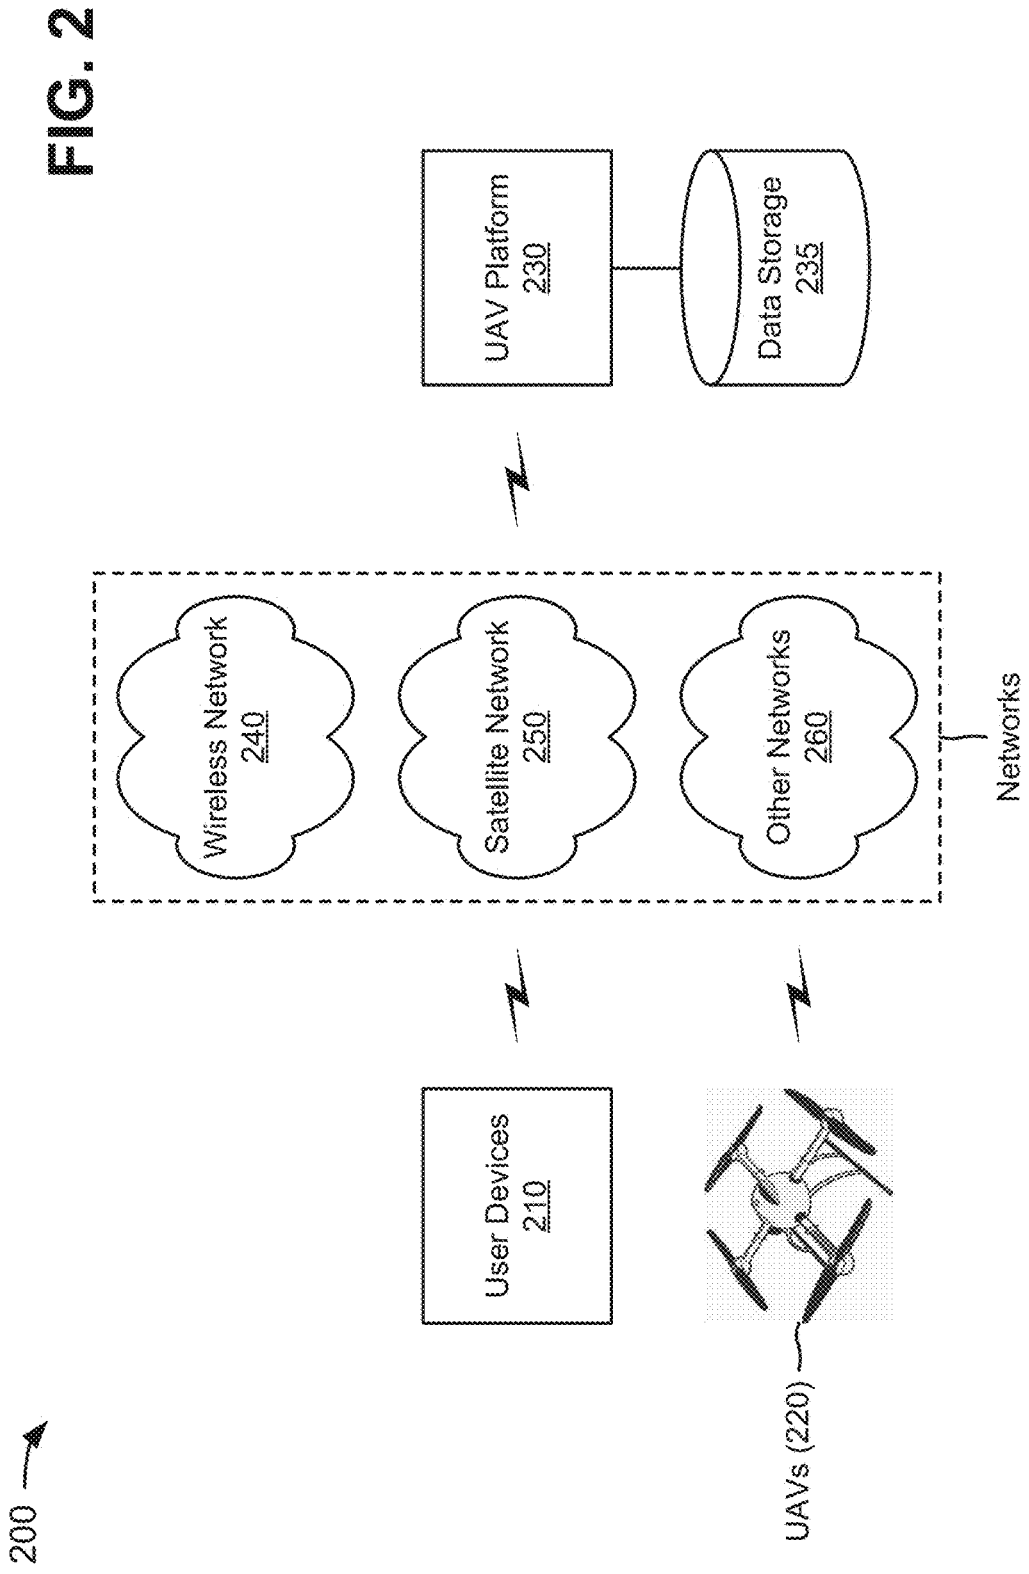 200
FIG. 2
User Devices
210
UAVs (220)
Wireless Network
240
Satellite Network
250
Other Networks
260
Networks
UAV Platform
230
Data Storage
235